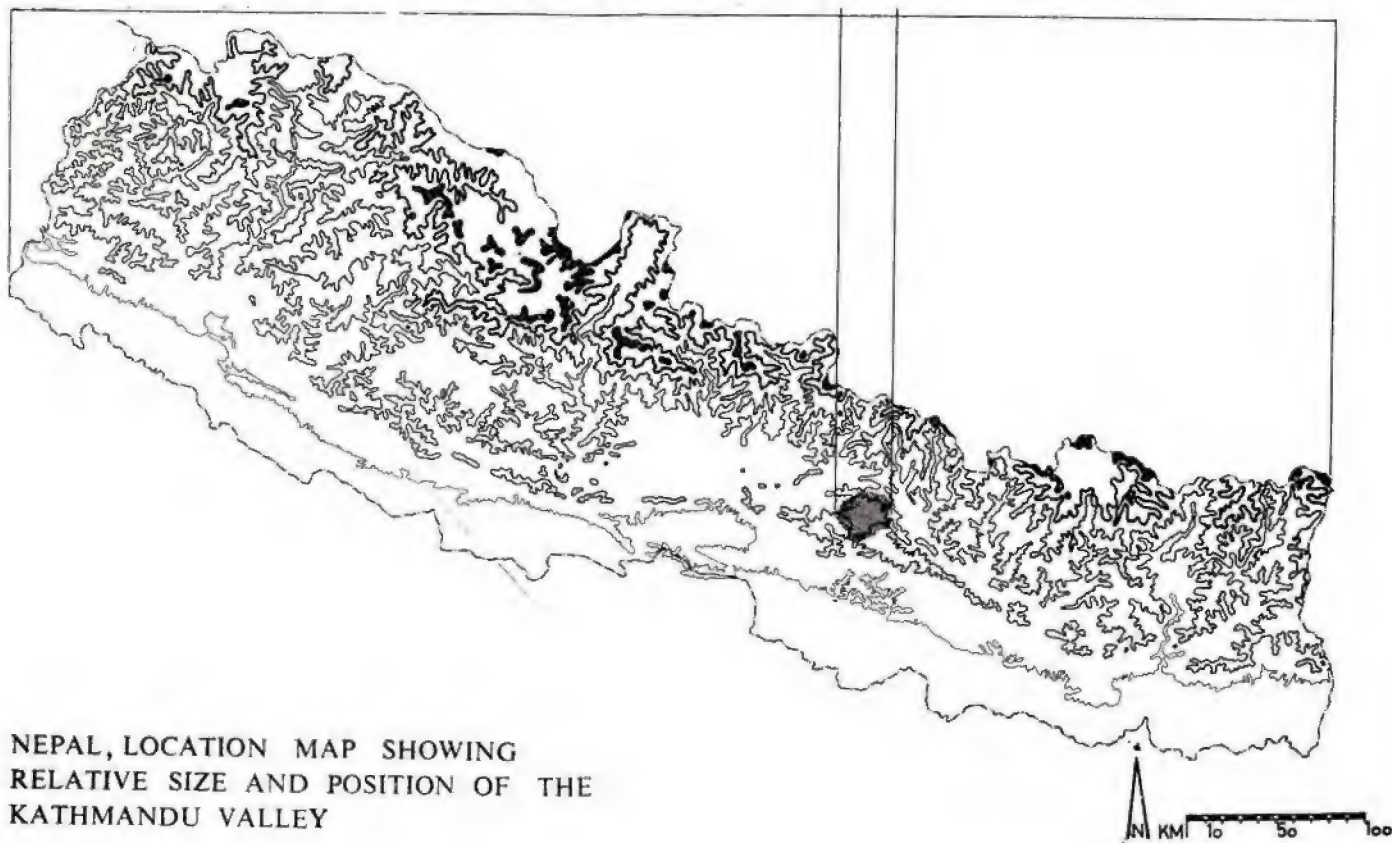 NEPAL, LOCATION MAP SHOWING
RELATIVE SIZE AND POSITION OF THE
KATHMANDU VALLEY
N KM 10 50 100